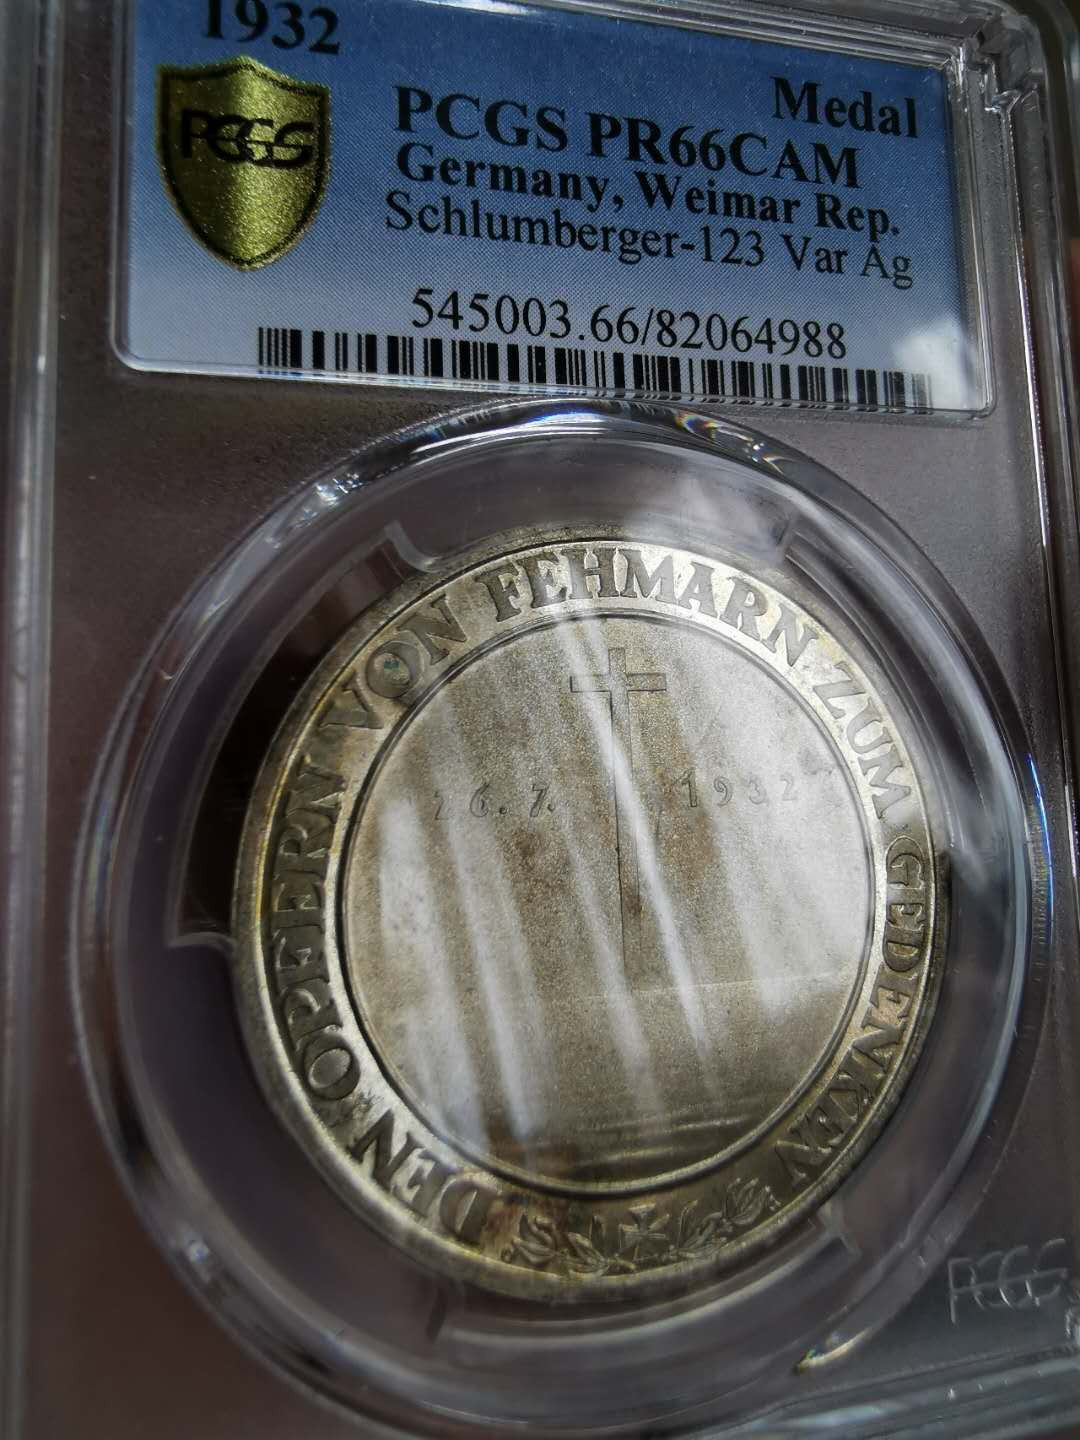 1932
Medal
PCGS
PCGS PR66CAM
Germany, Weimar Rep.
Schlumberger-123 Var Ag
545003.66/82064988
DEN OPFERN VON FEHMARN ZUM GEDENKEN
26.7. 1932
PCGS